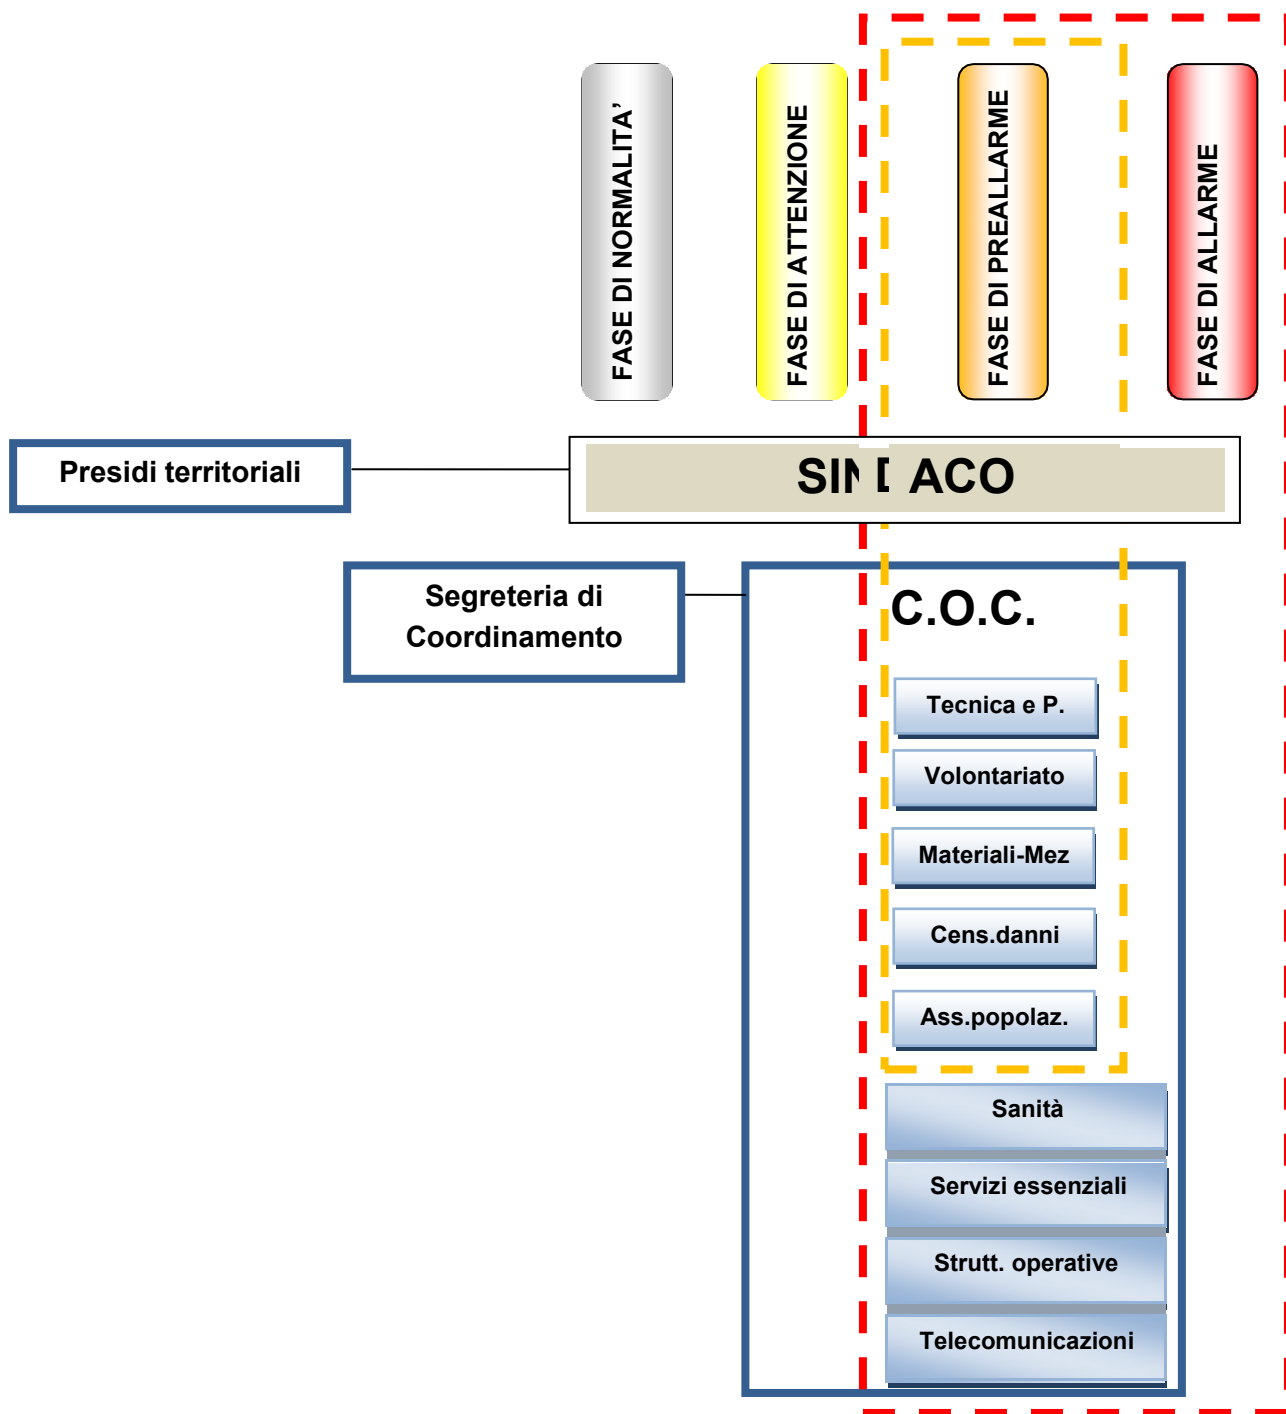 FASE DI NORMALITA’
FASE DI ATTENZIONE
FASE DI PREALLARME
FASE DI ALLARME
Presidi territoriali
SINDACO
Segreteria di
Coordinamento
C.O.C.
Tecnica e P.
Volontariato
Materiali-Mez
Cens.danni
Ass.popolaz.
Sanità
Servizi essenziali
Strutt. operative
Telecomunicazioni